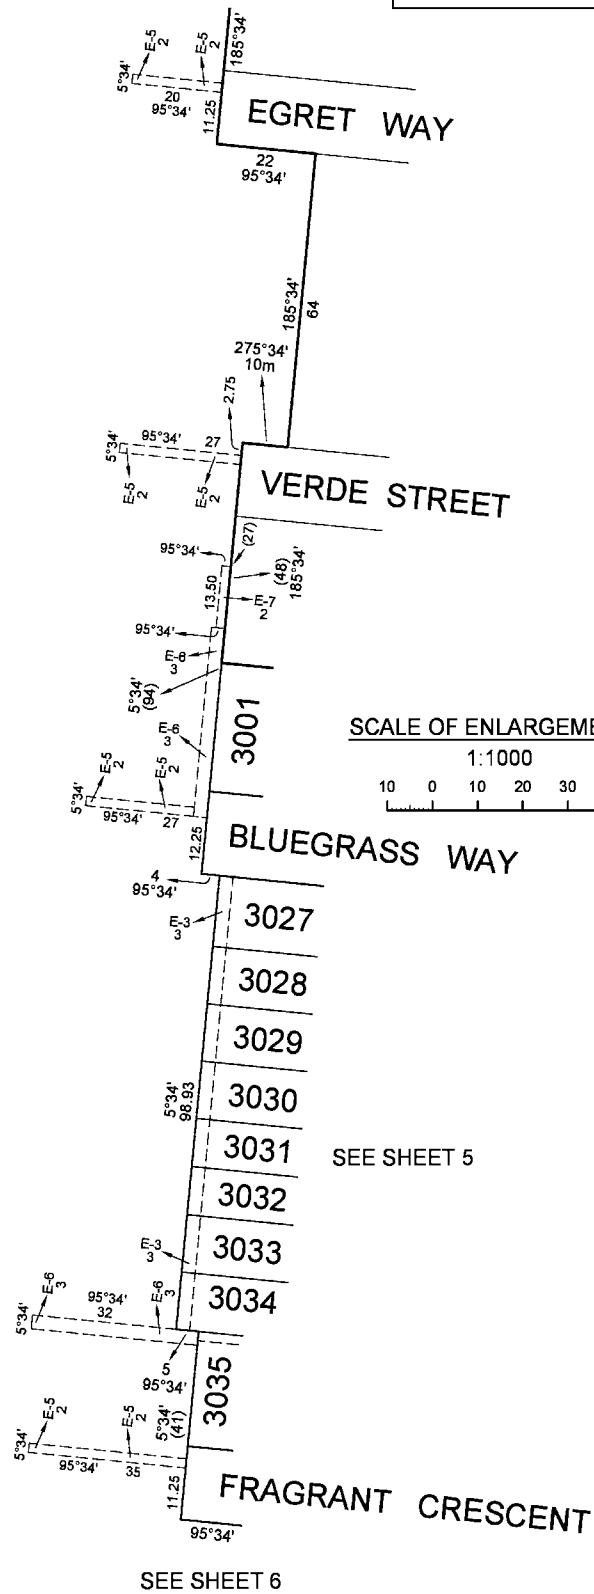 E-5
2
E-5
2
185°34'
5°34'
20
95°34'
11.25
EGRET WAY
22
95°34'
185°34'
64
275°34'
10m
2.75
95°34'
27
5°34'
E-5
2
E-5
2
VERDE STREET
95°34'
(27)
(48)
185°34'
13.50
E-7
2
95°34'
E-6
3
5°34'
(94)
3001
E-6
3
SCALE OF ENLARGEME
1:1000
10 0 10 20 30
E-5
2
E-5
2
5°34'
95°34'
27
12.25
BLUEGRASS WAY
4
95°34'
E-3
3
3027
3028
3029
3030
5°34'
98.93
3031
SEE SHEET 5
3032
3033
E-3
3
3034
E-6
3
95°34'
32
E-6
3
5°34'
5
95°34'
3035
5°34'
(41)
E-5
2
E-5
2
5°34'
95°34'
35
11.25
FRAGRANT CRESCENT
95°34'
SEE SHEET 6